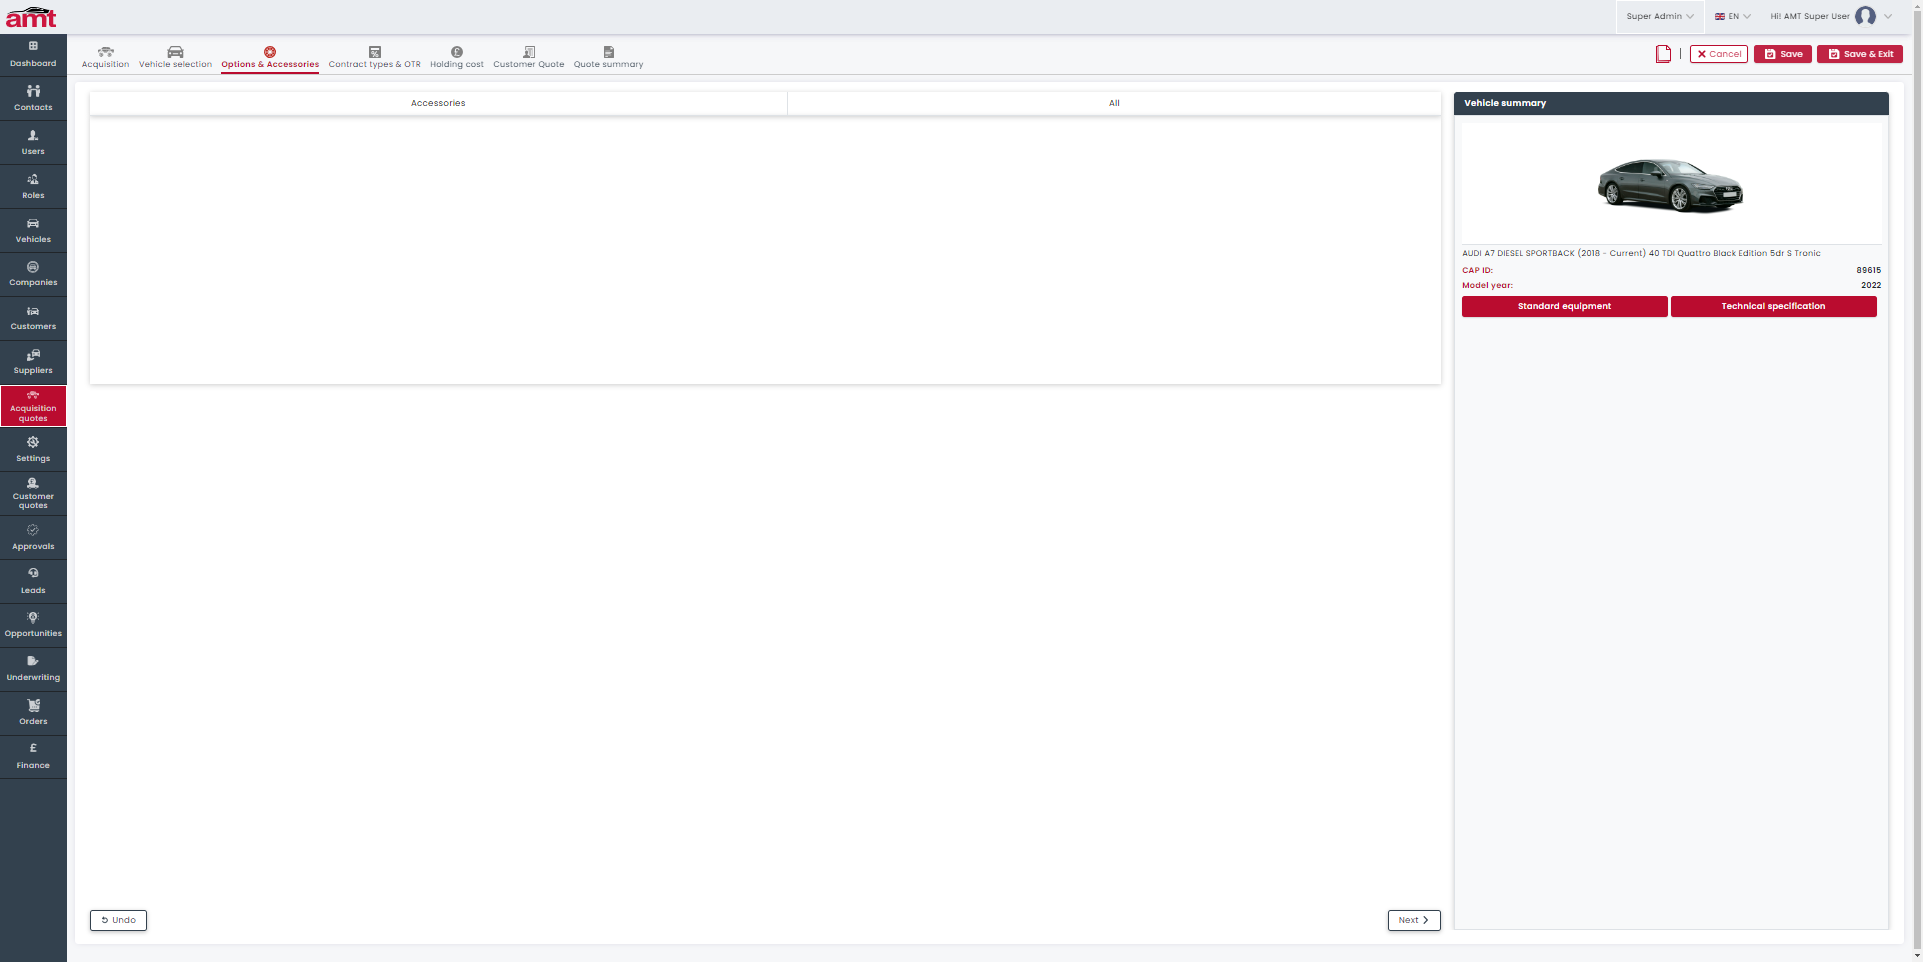 amt
Super Admin
EN
Hi! AMT Super User
Dashboard
Contacts
Users
Roles
Vehicles
Companies
Customers
Suppliers
Acquisition
quotes
Settings
Customer
quotes
Approvals
Leads
Opportunities
Underwriting
Orders
£
Finance
Acquisition
Vehicle selection
Options & Accessories
Contract types & OTR
Holding cost
Customer Quote
Quote summary
Cancel
Save
Save & Exit
Accessories
All
Undo
Next
Vehicle summary
AUDI A7 DIESEL SPORTBACK (2018 - Current) 40 TDI Quattro Black Edition 5dr S Tronic
CAP ID: 89615
Model year: 2022
Standard equipment
Technical specification